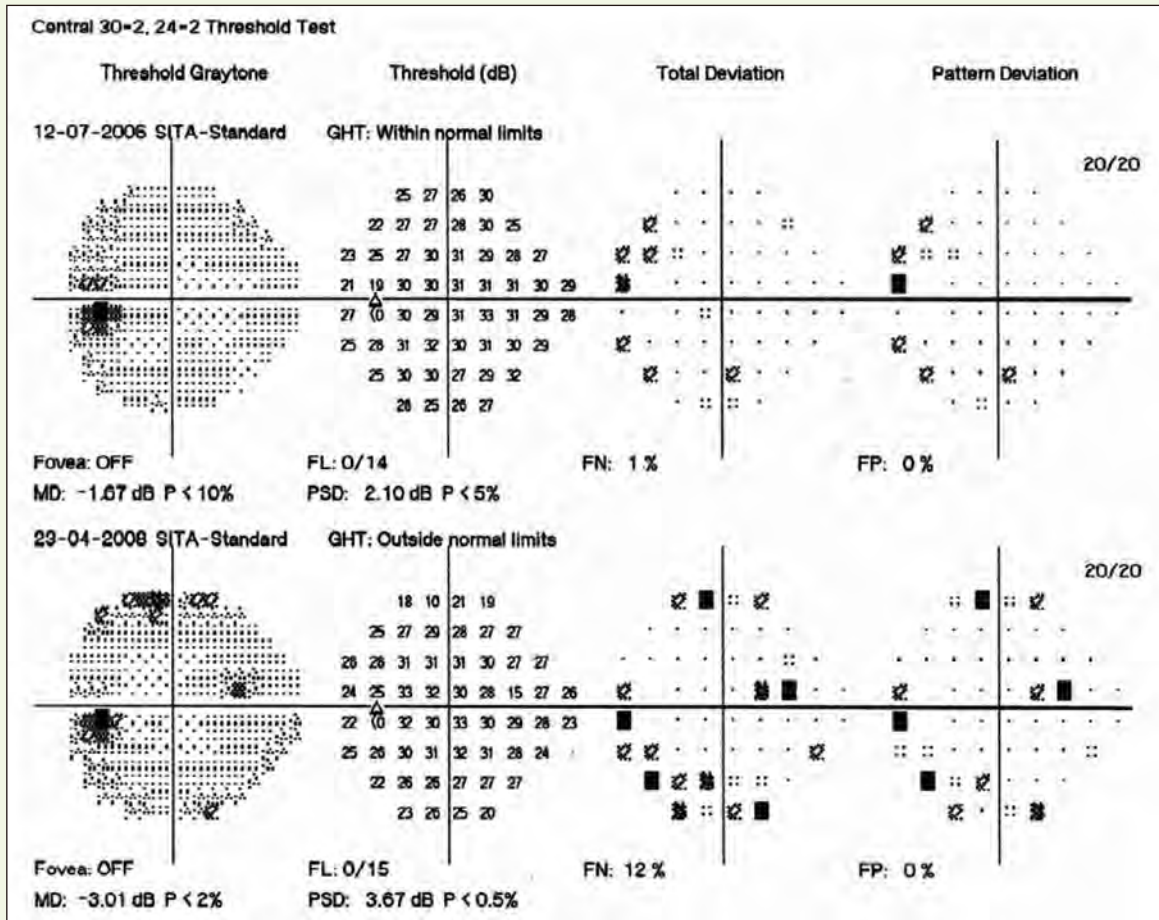 Central 30-2, 24-2 Threshold Test
Threshold Graytone Threshold (dB) Total Deviation Pattern Deviation
12-07-2006 SITA-Standard GHT: Within normal limits
20/20
25 27 26 30
22 27 27 28 30 25
23 25 27 30 31 29 28 27
21 19 30 30 31 31 31 30 29
27 (0 30 29 31 33 31 29 28
25 28 31 32 30 31 30 29
25 30 30 27 29 32
28 25 26 27
Fovea: OFF FL: 0/14 FN: 1 % FP: 0 %
MD: -1.67 dB P < 10% PSD: 2.10 dB P < 5%
23-04-2008 SITA-Standard GHT: Outside normal limits
20/20
18 10 21 19
25 27 29 28 27 27
26 26 31 31 31 30 27 27
24 25 33 32 30 28 15 27 26
22 (0 32 30 33 30 29 28 23
25 26 30 31 32 31 28 24
22 26 26 27 27 27
23 26 25 20
Fovea: OFF FL: 0/15 FN: 12 % FP: 0 %
MD: -3.01 dB P < 2% PSD: 3.67 dB P < 0.5%